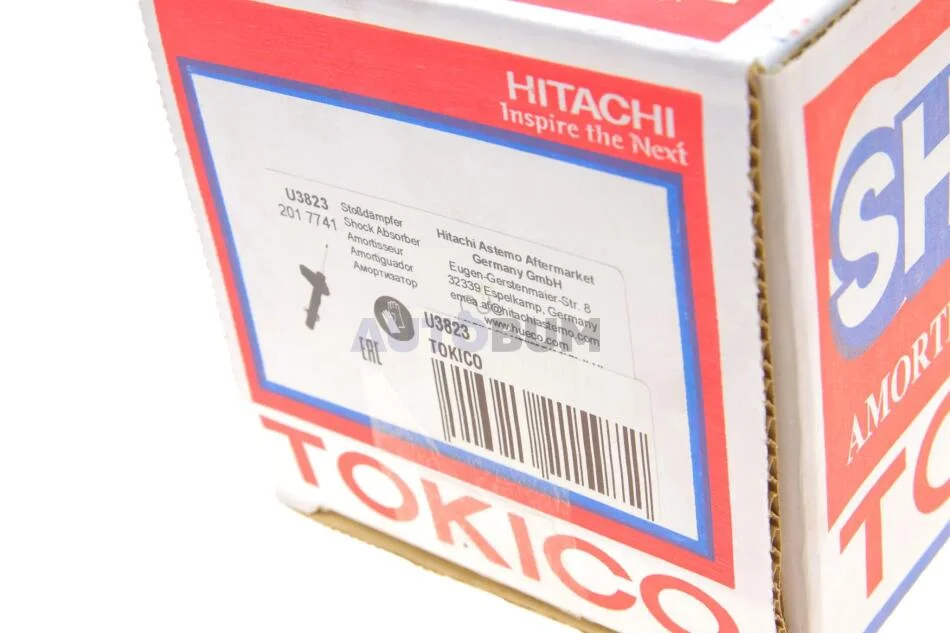 HITACHI
Inspire the Next
U3823
201 7741
Stoßdämpfer
Shock Absorber
Amortisseur
Amortiguador
Амортизатор
Hitachi Astemo Aftermarket
Germany GmbH
Eugen-Gerstenmaier-Str. 8
32339 Espelkamp, Germany
emea.af@hitachiastemo.com
www.hueco.com
EAC
AUTOBUM
U3823
TOKICO
TOKICO
SH
AMORT
TO